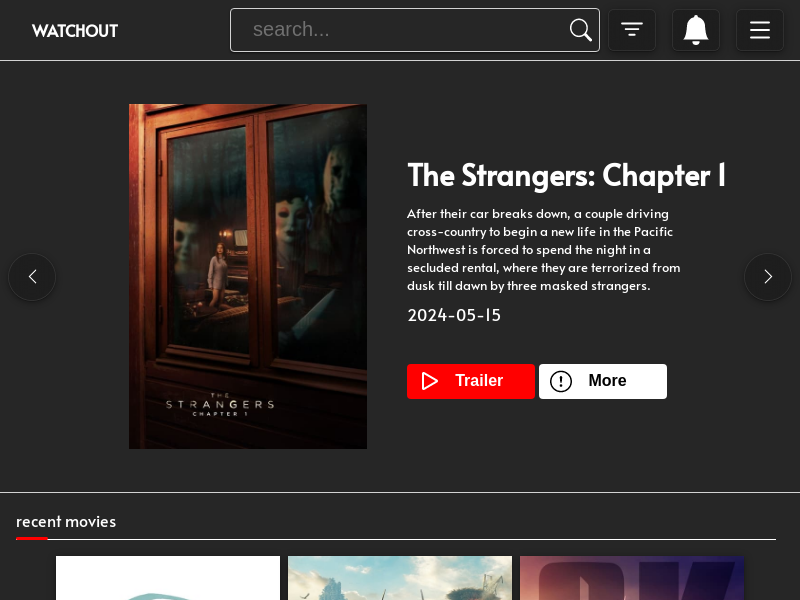 WATCHOUT
search...
The Strangers: Chapter 1
After their car breaks down, a couple driving
cross-country to begin a new life in the Pacific
Northwest is forced to spend the night in a
secluded rental, where they are terrorized from
dusk till dawn by three masked strangers.
2024-05-15
THE
STRANGERS
CHAPTER 1
Trailer
More
recent movies